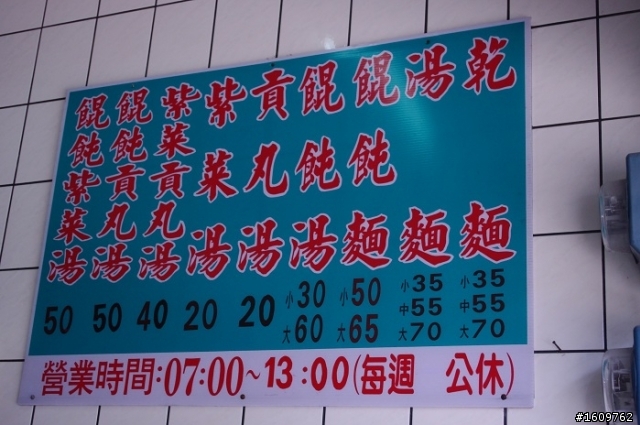 乾麵 小35 中55 大70
湯麵 小35 中55 大70
餛飩麵 小50 大65
餛飩湯 小30 大60
貢丸湯 20
紫菜湯 20
紫菜貢丸湯 40
餛飩貢丸湯 50
餛飩紫菜湯 50
營業時間:07:00~13:00(每週 公休)
#1609762